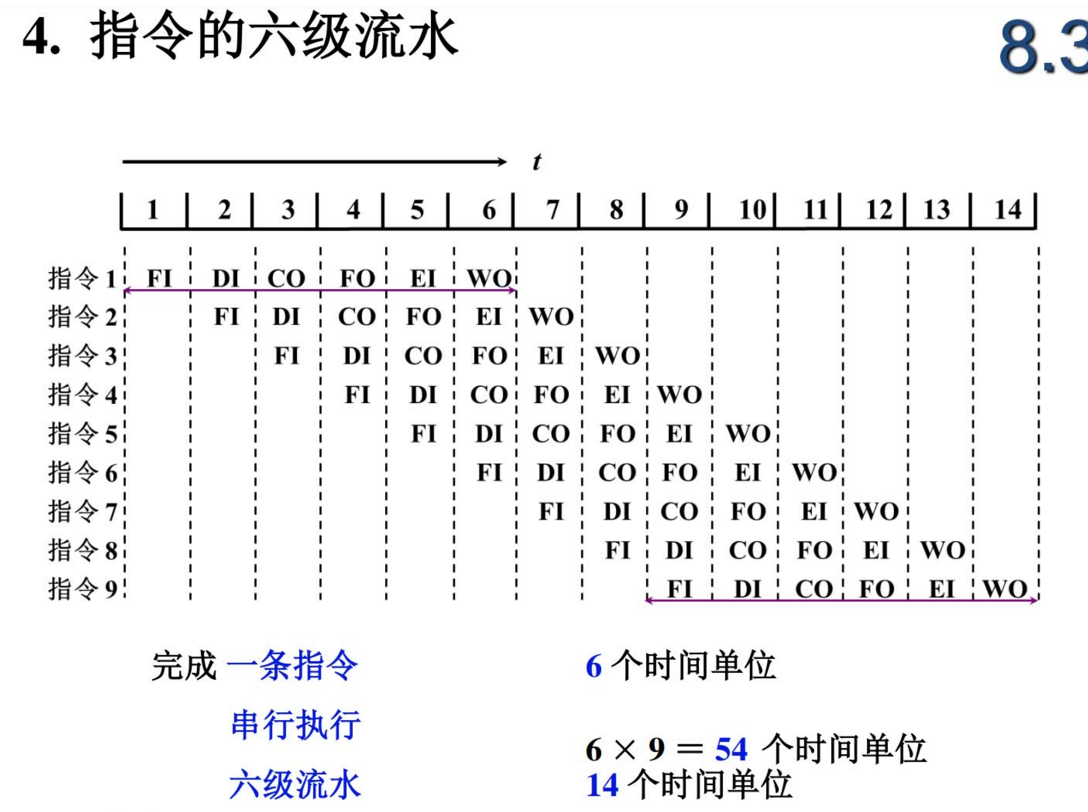 4. 指令的六级流水
8.3
t
1 2 3 4 5 6 7 8 9 10 11 12 13 14
指令 1 FI DI CO FO EI WO
指令 2 FI DI CO FO EI WO
指令 3 FI DI CO FO EI WO
指令 4 FI DI CO FO EI WO
指令 5 FI DI CO FO EI WO
指令 6 FI DI CO FO EI WO
指令 7 FI DI CO FO EI WO
指令 8 FI DI CO FO EI WO
指令 9 FI DI CO FO EI WO
完成 一条指令 6 个时间单位
串行执行
6 × 9 = 54 个时间单位
六级流水 14 个时间单位